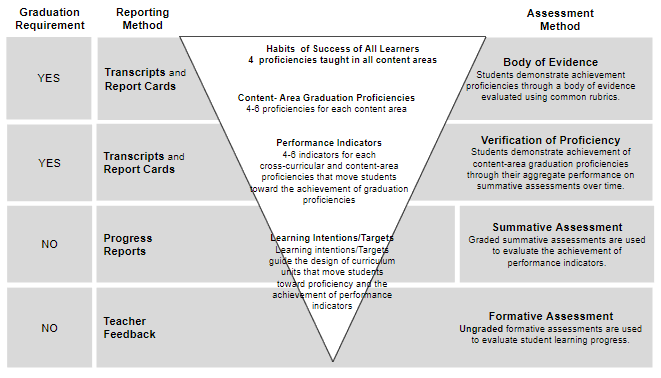 Graduation
Requirement
Reporting
Method
Assessment
Method
YES
Transcripts and
Report Cards
Habits of Success of All Learners
4 proficiencies taught in all content areas
Content- Area Graduation Proficiencies
4-6 proficiencies for each content area
Body of Evidence
Students demonstrate achievement
proficiencies through a body of evidence
evaluated using common rubrics.
YES
Transcripts and
Report Cards
Performance Indicators
4-6 indicators for each
cross-curricular and content-area
proficiencies that move students
toward the achievement of graduation
proficiencies
Verification of Proficiency
Students demonstrate achievement of
content-area graduation proficiencies
through their aggregate performance on
summative assessments over time.
NO
Progress
Reports
Learning Intentions/Targets
Learning intentions/Targets
guide the design of curriculum
units that move students
toward proficiency and the
achievement of performance
indicators
Summative Assessment
Graded summative assessments are used
to evaluate the achievement of
performance indicators.
NO
Teacher
Feedback
Formative Assessment
Ungraded formative assessments are used
to evaluate student learning progress.